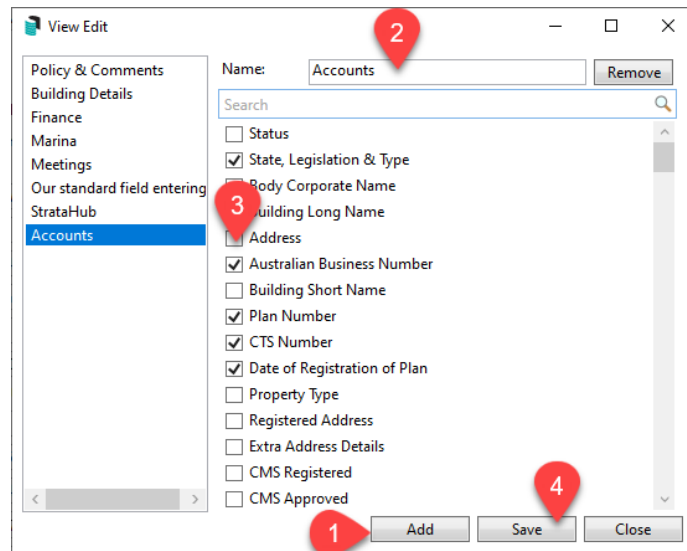 View Edit
2
Policy & Comments
Building Details
Finance
Marina
Meetings
Our standard field entering
StrataHub
Accounts
Name:
Accounts
Remove
Search
Status
State, Legislation & Type
Body Corporate Name
Building Long Name
3
Address
Australian Business Number
Building Short Name
Plan Number
CTS Number
Date of Registration of Plan
Property Type
Registered Address
Extra Address Details
CMS Registered
CMS Approved
4
1
Add
Save
Close